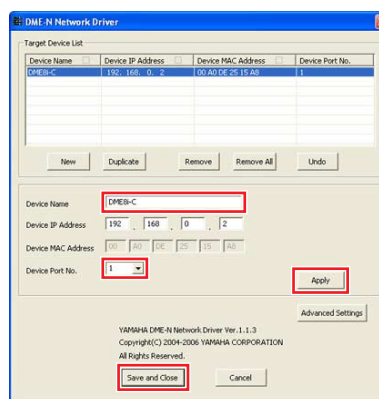 DME-N Network Driver
Target Device List
Device Name Device IP Address Device MAC Address Device Port No.
DME8i-C 192. 168. 0. 2 00 A0 DE 25 15 A8 1
New Duplicate Remove Remove All Undo
Device Name DME8i-C
Device IP Address 192 . 168 . 0 . 2
Device MAC Address 00 A0 DE 25 15 A8
Device Port No. 1
Apply
Advanced Settings
YAMAHA DME-N Network Driver Ver.1.1.3
Copyright(C) 2004-2006 YAMAHA CORPORATION
All Rights Reserved.
Save and Close Cancel